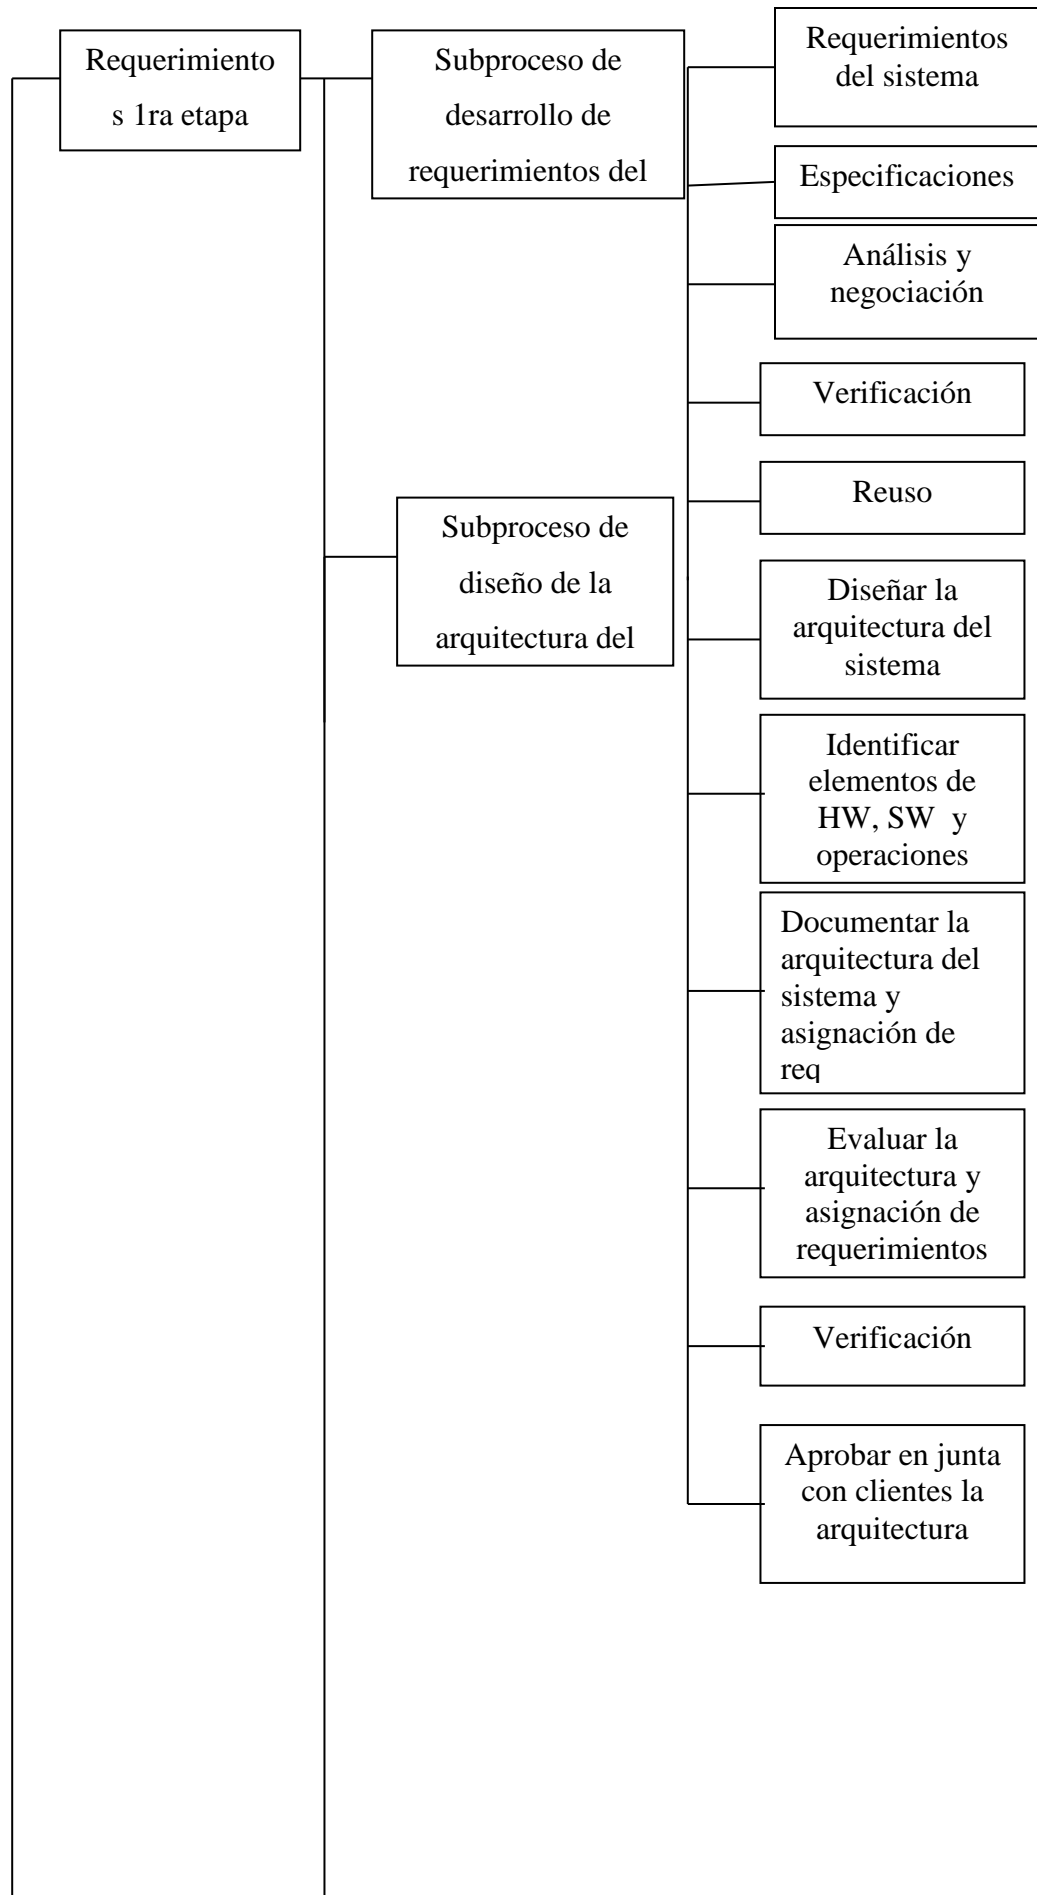 Requerimiento
s 1ra etapa
Subproceso de
desarrollo de
requerimientos del
Requerimientos
del sistema
Especificaciones
Análisis y
negociación
Verificación
Reuso
Subproceso de
diseño de la
arquitectura del
Diseñar la
arquitectura del
sistema
Identificar
elementos de
HW, SW y
operaciones
Documentar la
arquitectura del
sistema y
asignación de
req
Evaluar la
arquitectura y
asignación de
requerimientos
Verificación
Aprobar en junta
con clientes la
arquitectura